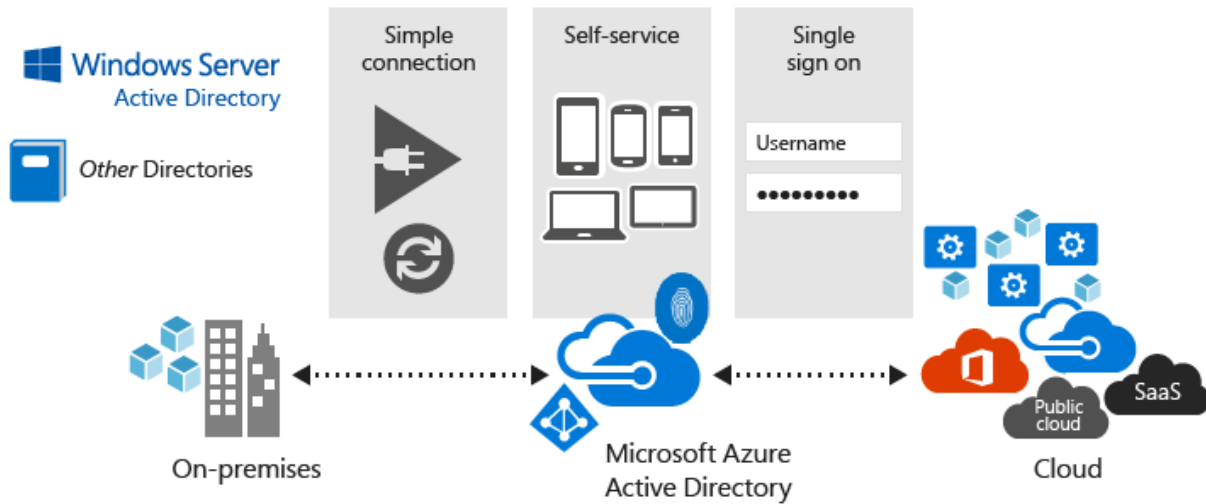 Windows Server
Active Directory
Other Directories
Simple
connection
Self-service
Single
sign on
Username
•••••••••
On-premises
Microsoft Azure
Active Directory
Public
cloud
SaaS
Cloud